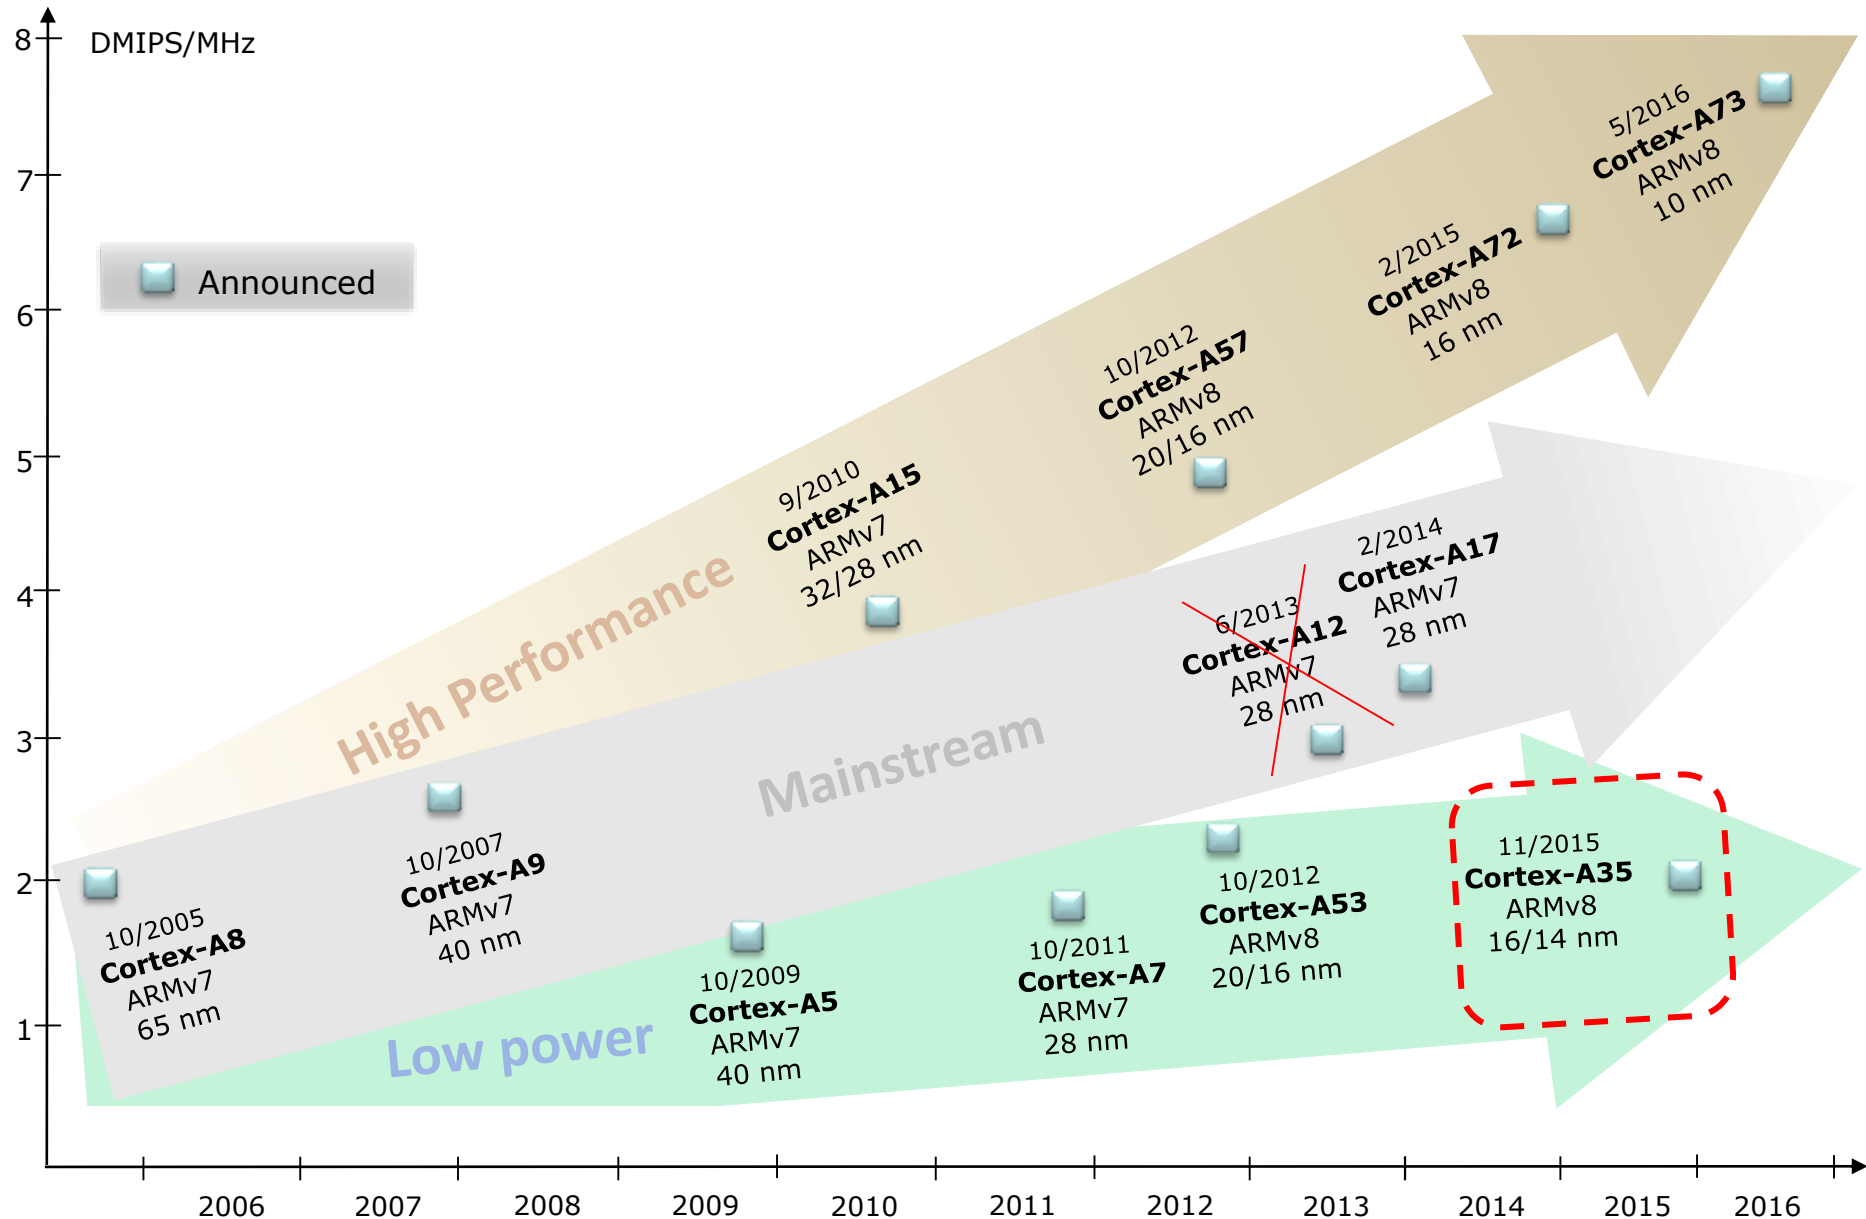 DMIPS/MHz
8
7
6
5
4
3
2
1
Announced
5/2016
Cortex-A73
ARMv8
10 nm
2/2015
Cortex-A72
ARMv8
16 nm
10/2012
Cortex-A57
ARMv8
20/16 nm
9/2010
Cortex-A15
ARMv7
32/28 nm
High Performance
2/2014
Cortex-A17
ARMv7
28 nm
6/2013
Cortex-A12
ARMv7
28 nm
Mainstream
10/2007
Cortex-A9
ARMv7
40 nm
10/2005
Cortex-A8
ARMv7
65 nm
Low power
10/2009
Cortex-A5
ARMv7
40 nm
10/2011
Cortex-A7
ARMv7
28 nm
10/2012
Cortex-A53
ARMv8
20/16 nm
11/2015
Cortex-A35
ARMv8
16/14 nm
2006 2007 2008 2009 2010 2011 2012 2013 2014 2015 2016